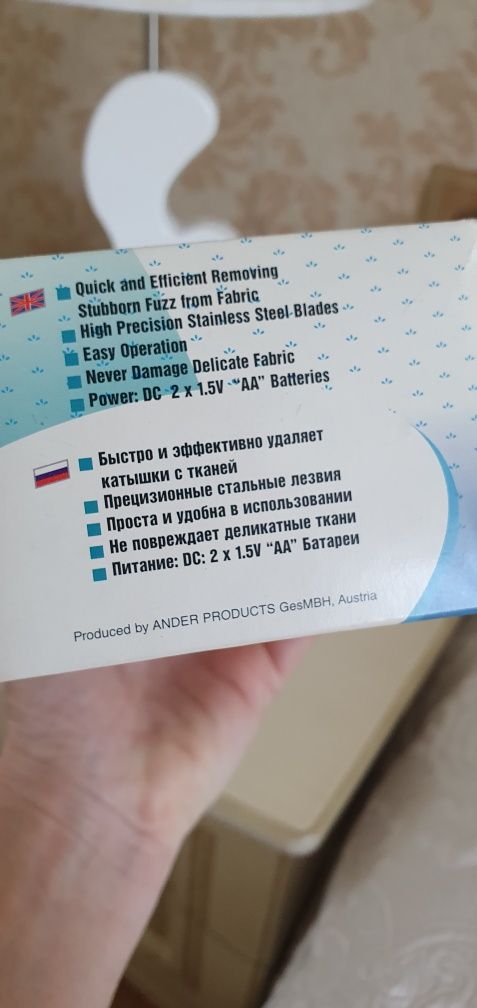 Quick and Efficient Removing
Stubborn Fuzz from Fabric
High Precision Stainless Steel Blades
Easy Operation
Never Damage Delicate Fabric
Power: DC 2 x 1.5V "AA" Batteries
Быстро и эффективно удаляет
катышки с тканей
Прецизионные стальные лезвия
Проста и удобна в использовании
Не повреждает деликатные ткани
Питание: DC: 2 x 1.5V "AA" Батареи
Produced by ANDER PRODUCTS GesMBH, Austria